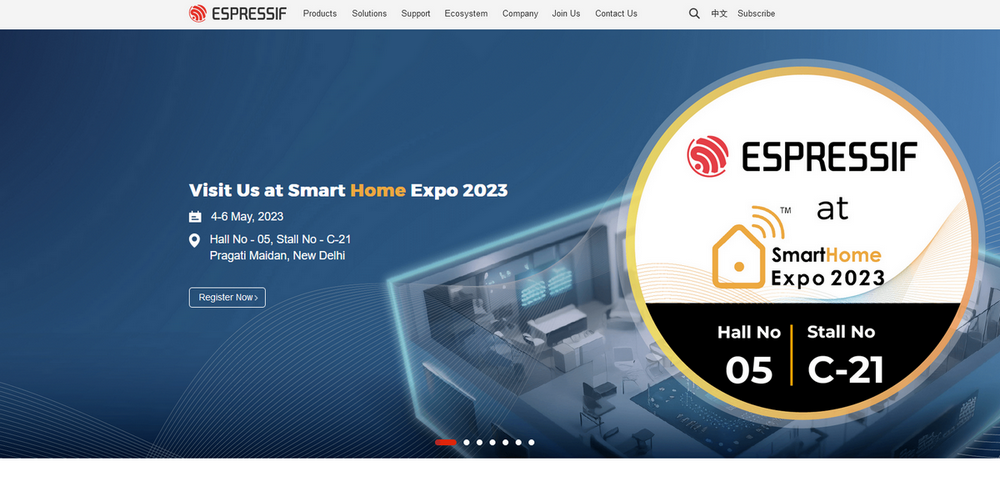 ESPRESSIF
Products Solutions Support Ecosystem Company Join Us Contact Us
中文 Subscribe
Visit Us at Smart Home Expo 2023
4-6 May, 2023
Hall No - 05, Stall No - C-21
Pragati Maidan, New Delhi
Register Now
ESPRESSIF
at
TM
SmartHome
Expo 2023
Hall No
05
Stall No
C-21